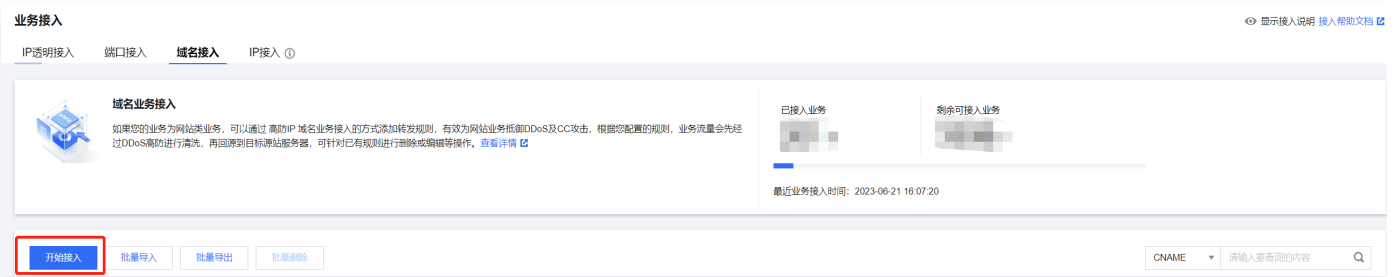 业务接入
显示接入说明 接入帮助文档
IP透明接入 端口接入 域名接入 IP接入
域名业务接入
如果您的业务为网站类业务，可以通过 高防IP 域名业务接入的方式添加转发规则，有效为网站业务抵御DDoS及CC攻击，根据您配置的规则，业务流量会先经
过DDoS高防进行清洗，再回源到目标源站服务器，可针对已有规则进行删除或编辑等操作。查看详情
已接入业务
剩余可接入业务
最近业务接入时间：2023-06-21 16:07:20
开始接入 批量导入 批量导出 批量删除 CNAME 请输入要查询的内容